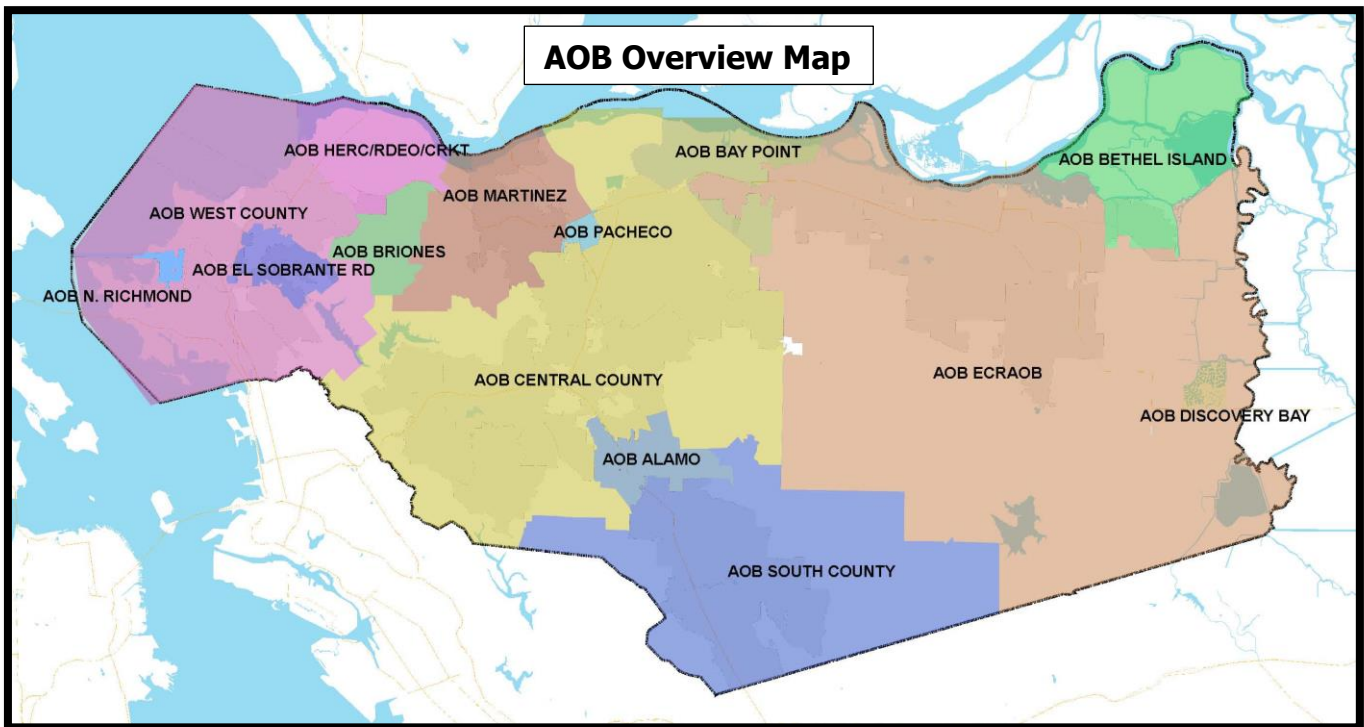 AOB Overview Map
AOB HERC/RDEO/CRKT
AOB BAY POINT
AOB BETHEL ISLAND
AOB MARTINEZ
AOB WEST COUNTY
AOB PACHECO
AOB BRIONES
AOB EL SOBRANTE RD
AOB N. RICHMOND
AOB CENTRAL COUNTY
AOB ECRAOB
AOB DISCOVERY BAY
AOB ALAMO
AOB SOUTH COUNTY